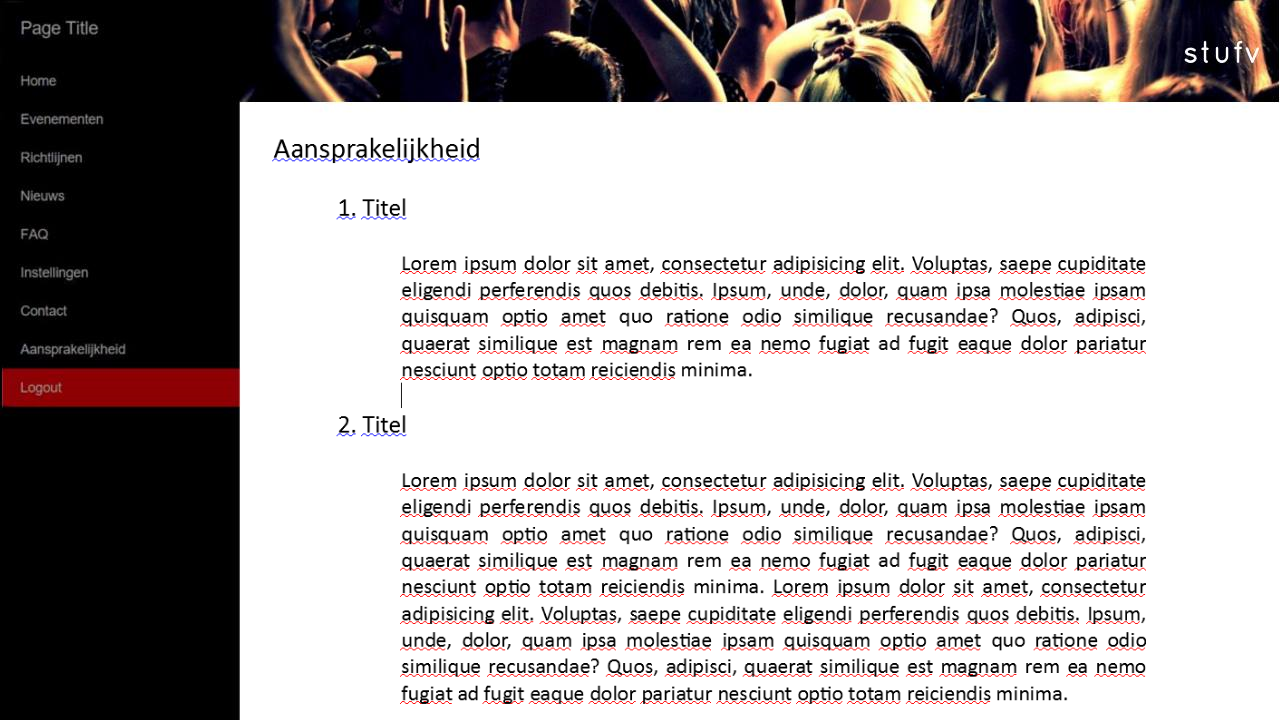 Page Title
stufv
Home
Evenementen
Richtlijnen
Nieuws
FAQ
Instellingen
Contact
Aansprakelijkheid
Logout
Aansprakelijkheid
1. Titel
Lorem ipsum dolor sit amet, consectetur adipisicing elit. Voluptas, saepe cupiditate
eligendi perferendis quos debitis. Ipsum, unde, dolor, quam ipsa molestiae ipsam
quisquam optio amet quo ratione odio similique recusandae? Quos, adipisci,
quaerat similique est magnam rem ea nemo fugiat ad fugit eaque dolor pariatur
nesciunt optio totam reiciendis minima.
2. Titel
Lorem ipsum dolor sit amet, consectetur adipisicing elit. Voluptas, saepe cupiditate
eligendi perferendis quos debitis. Ipsum, unde, dolor, quam ipsa molestiae ipsam
quisquam optio amet quo ratione odio similique recusandae? Quos, adipisci,
quaerat similique est magnam rem ea nemo fugiat ad fugit eaque dolor pariatur
nesciunt optio totam reiciendis minima. Lorem ipsum dolor sit amet, consectetur
adipisicing elit. Voluptas, saepe cupiditate eligendi perferendis quos debitis. Ipsum,
unde, dolor, quam ipsa molestiae ipsam quisquam optio amet quo ratione odio
similique recusandae? Quos, adipisci, quaerat similique est magnam rem ea nemo
fugiat ad fugit eaque dolor pariatur nesciunt optio totam reiciendis minima.